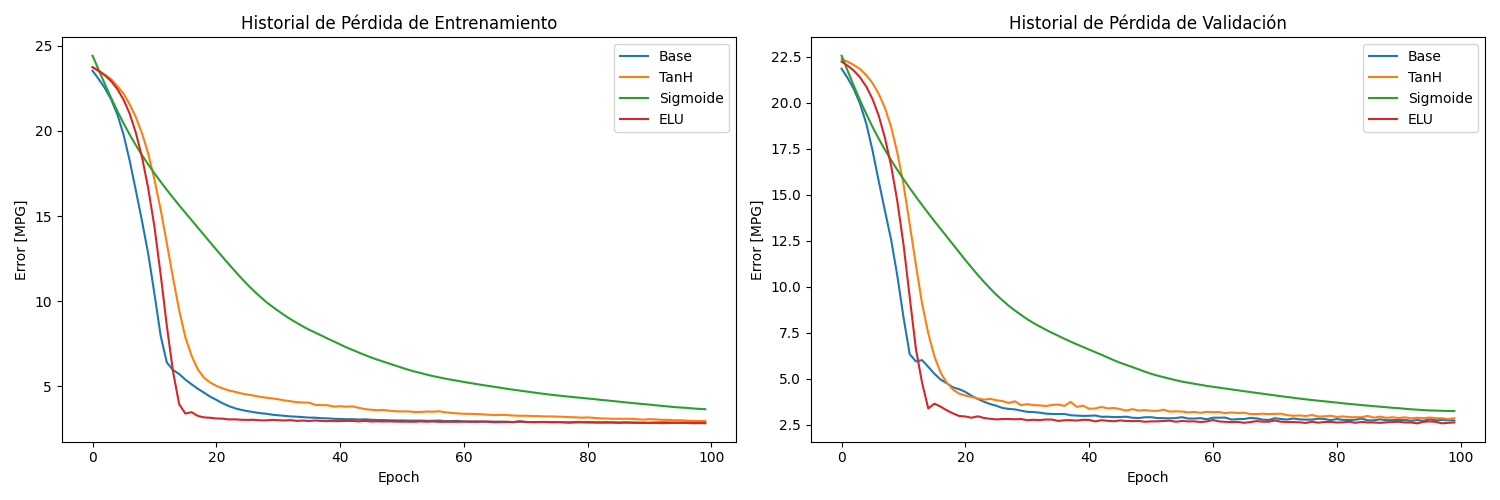 Historial de Pérdida de Entrenamiento
Error [MPG]
25
20
15
10
5
0
20
40
60
80
100
Epoch
Base
TanH
Sigmoide
ELU
Historial de Pérdida de Validación
Error [MPG]
22.5
20.0
17.5
15.0
12.5
10.0
7.5
5.0
2.5
0
20
40
60
80
100
Epoch
Base
TanH
Sigmoide
ELU